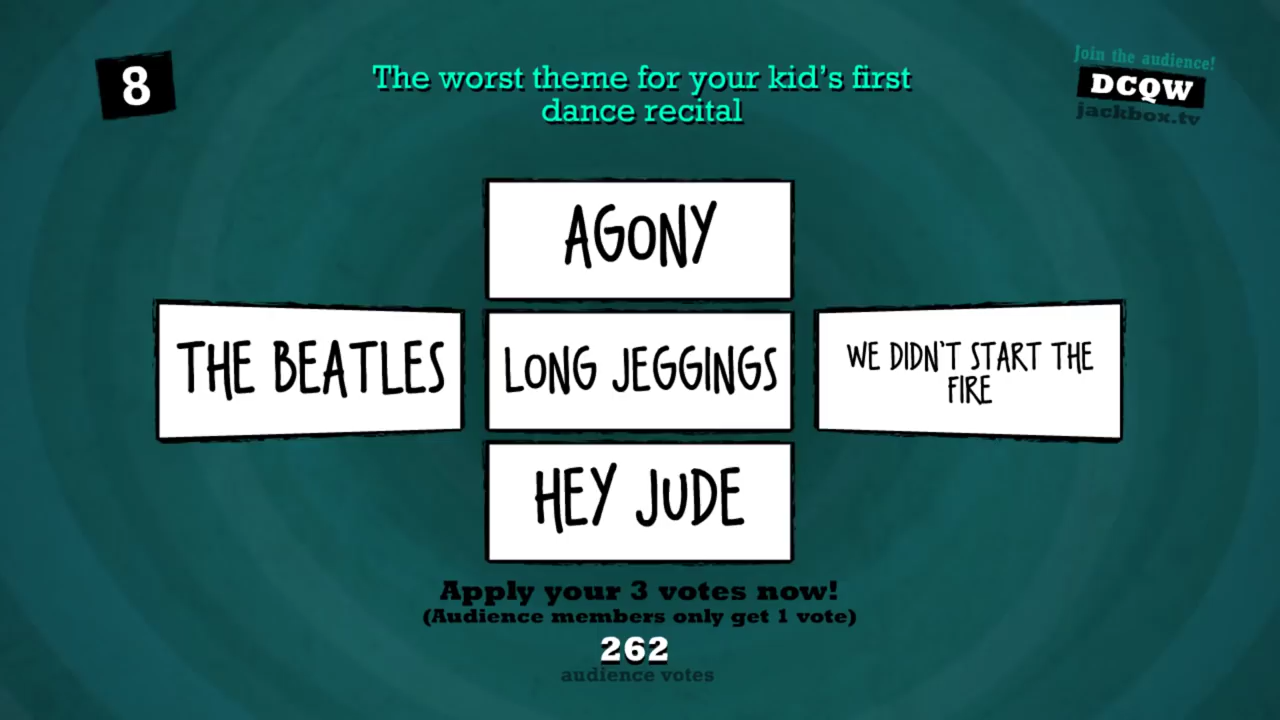 8
The worst theme for your kid's first
dance recital
Join the audience!
DCQW
jackbox.tv
AGONY
THE BEATLES
LONG JEGGINGS
WE DIDN'T START THE
FIRE
HEY JUDE
Apply your 3 votes now!
(Audience members only get 1 vote)
262
audience votes